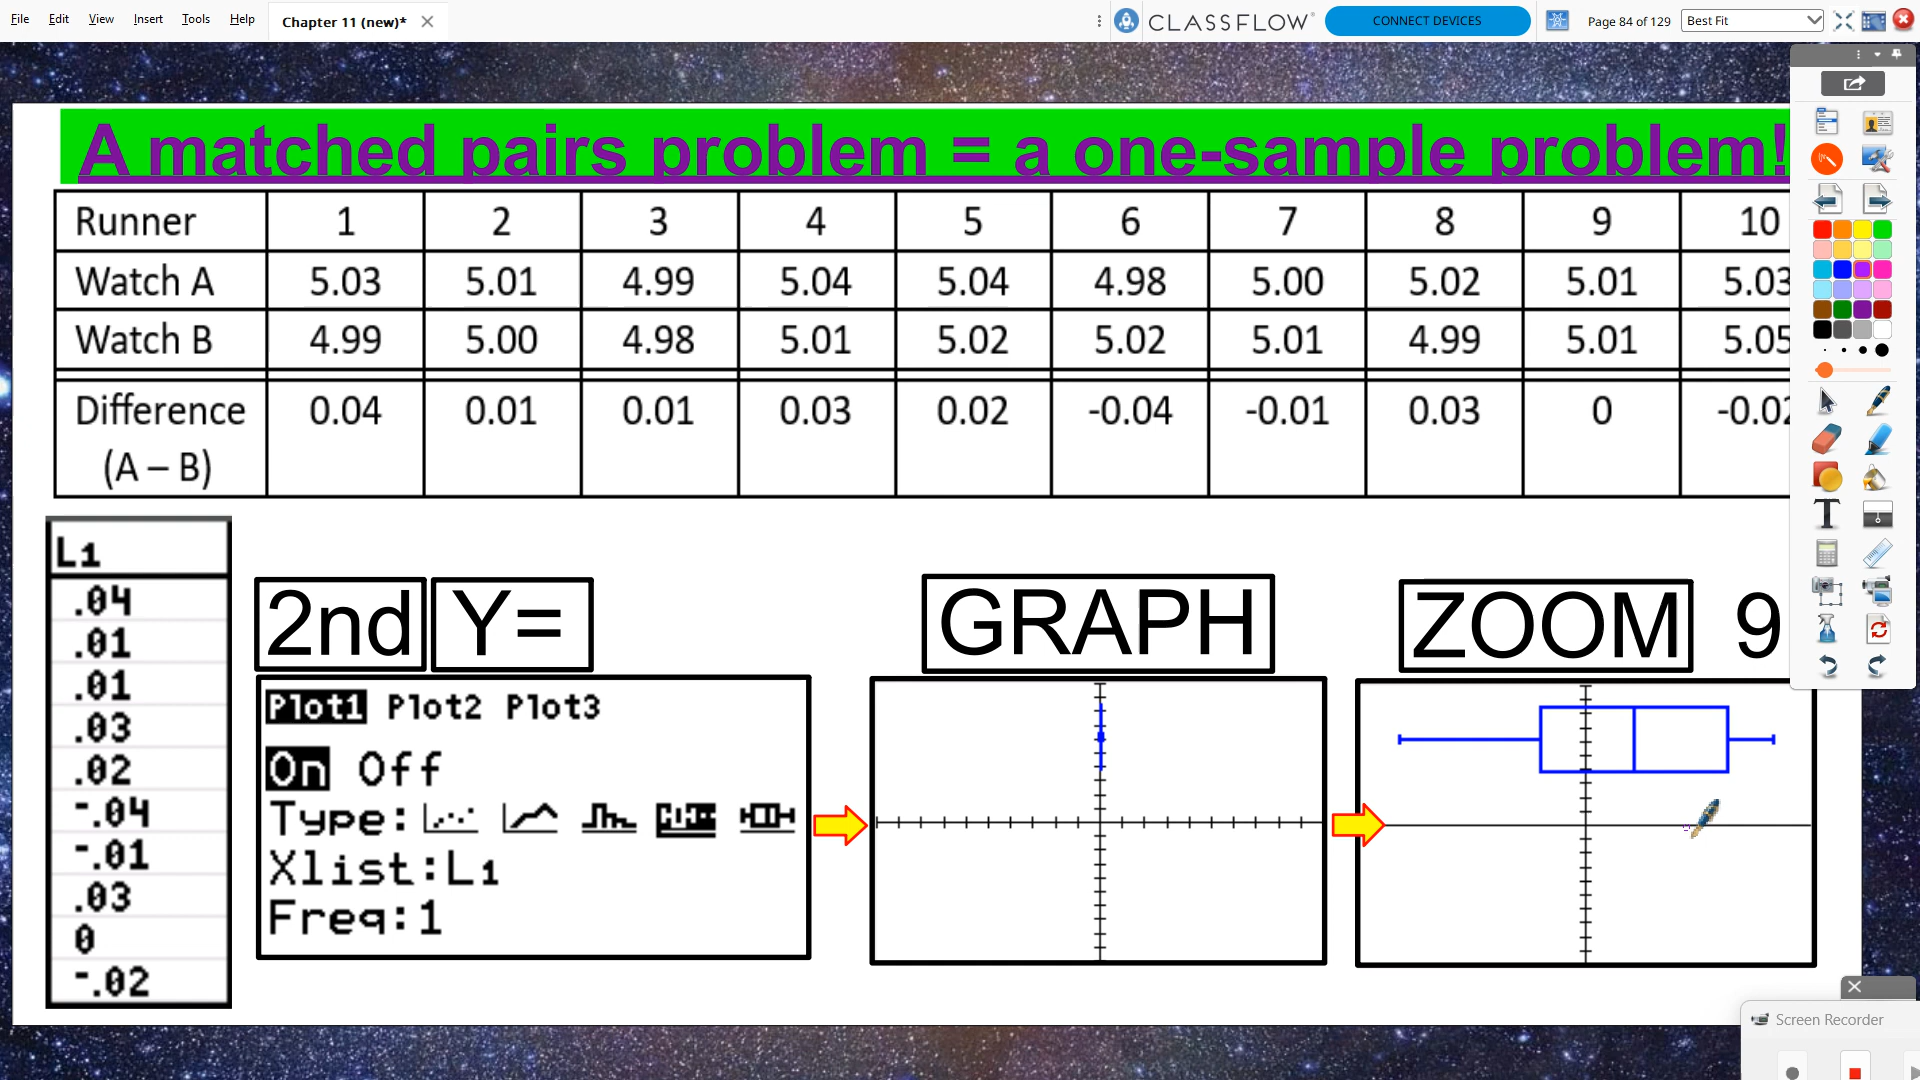 File Edit View Insert Tools Help Chapter 11 (new)* CLASSFLOW CONNECT DEVICES Page 84 of 129 Best Fit
A matched pairs problem = a one-sample problem!
Runner 1 2 3 4 5 6 7 8 9 10
Watch A 5.03 5.01 4.99 5.04 5.04 4.98 5.00 5.02 5.01 5.03
Watch B 4.99 5.00 4.98 5.01 5.02 5.02 5.01 4.99 5.01 5.05
Difference 0.04 0.01 0.01 0.03 0.02 -0.04 -0.01 0.03 0 -0.02
(A – B)
L1
.04
.01
.01
.03
.02
-.04
-.01
.03
0
-.02
2nd Y=
Plot1 Plot2 Plot3
On Off
Type:
Xlist:L1
Freq:1
GRAPH
ZOOM 9
Screen Recorder